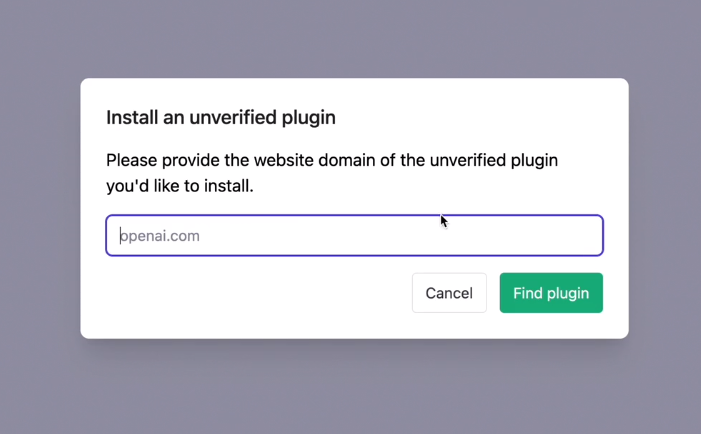 Install an unverified plugin
Please provide the website domain of the unverified plugin
you'd like to install.
openai.com
Cancel
Find plugin